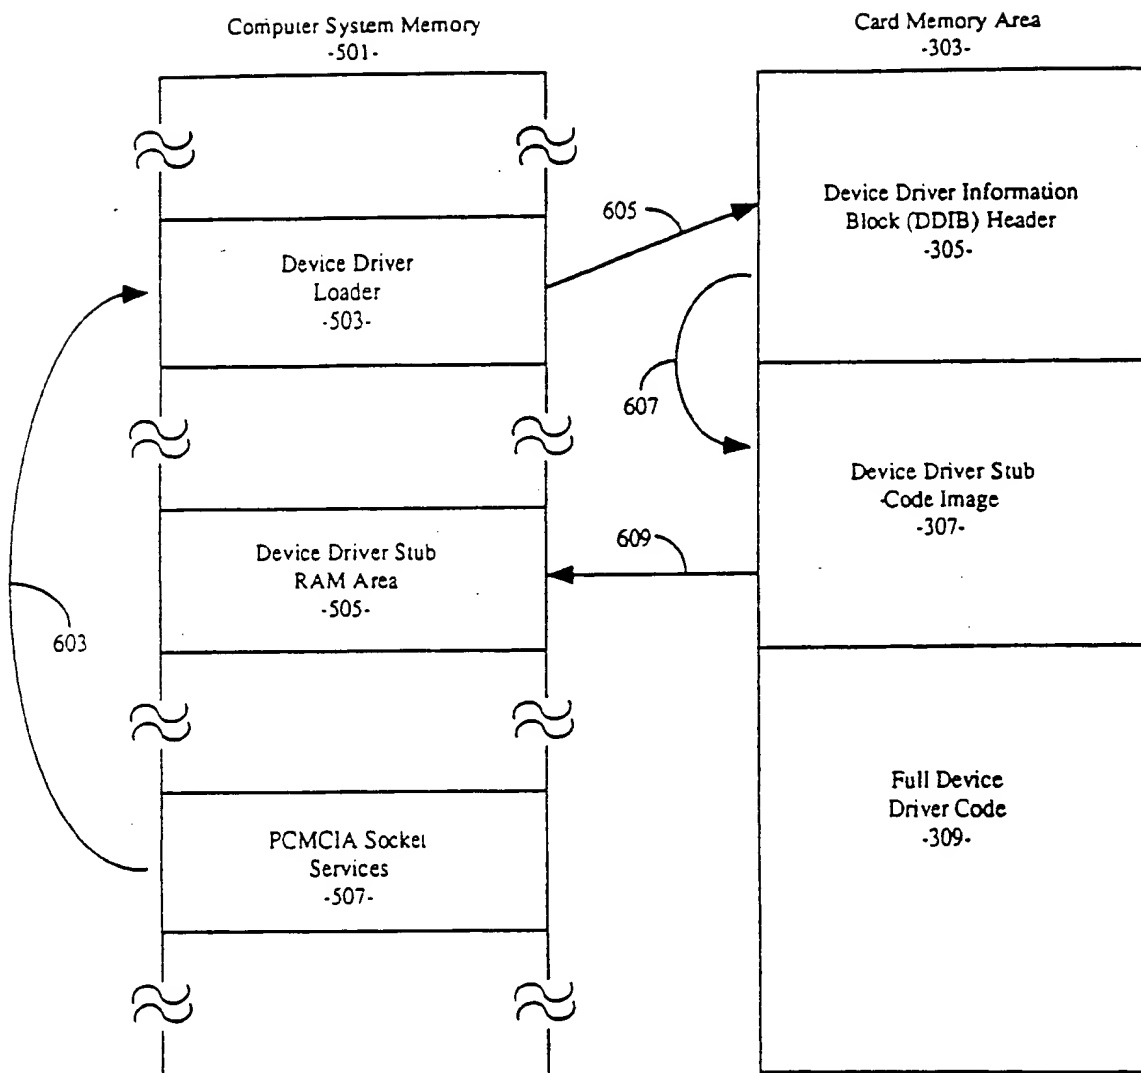 Computer System Memory
-501-
Card Memory Area
-303-
605
Device Driver Information
Block (DDIB) Header
-305-
Device Driver
Loader
-503-
607
Device Driver Stub
Code Image
-307-
609
Device Driver Stub
RAM Area
-505-
603
Full Device
Driver Code
-309-
PCMCIA Socket
Services
-507-